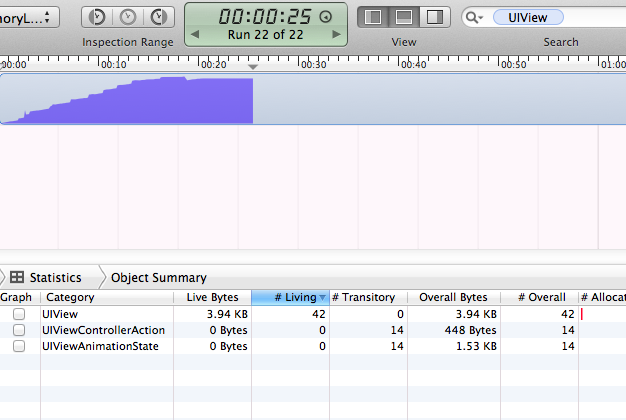 noryL... 00:00:25 UIView
Inspection Range Run 22 of 22 View Search
00:00 00:10 00:20 00:30 00:40 00:50 01:00
Statistics Object Summary
Graph Category Live Bytes # Living # Transitory Overall Bytes # Overall # Allocat
UIView 3.94 KB 42 0 3.94 KB 42
UIViewControllerAction 0 Bytes 0 14 448 Bytes 14
UIViewAnimationState 0 Bytes 0 14 1.53 KB 14